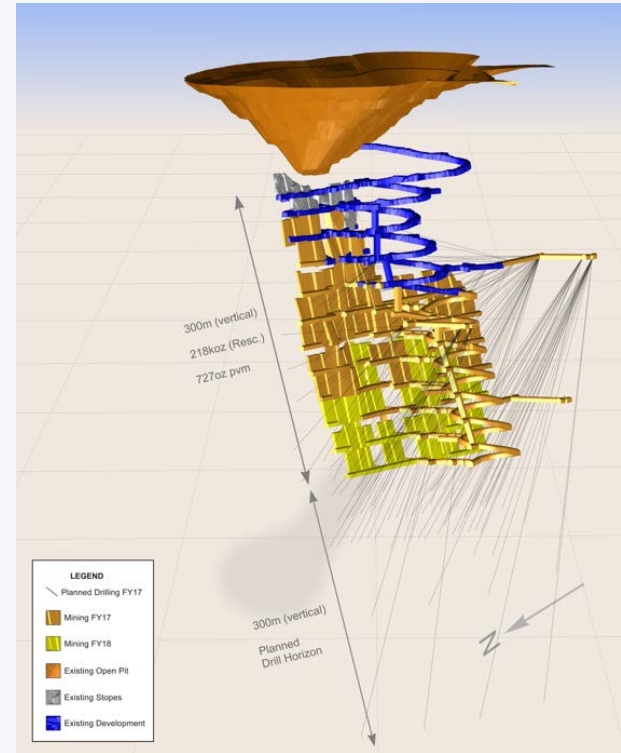 300m (vertical)
218koz (Resc.)
727oz pvm
300m (vertical)
Planned
Drill Horizon
N
LEGEND
Planned Drilling FY17
Mining FY17
Mining FY18
Existing Open Pit
Existing Stopes
Existing Development